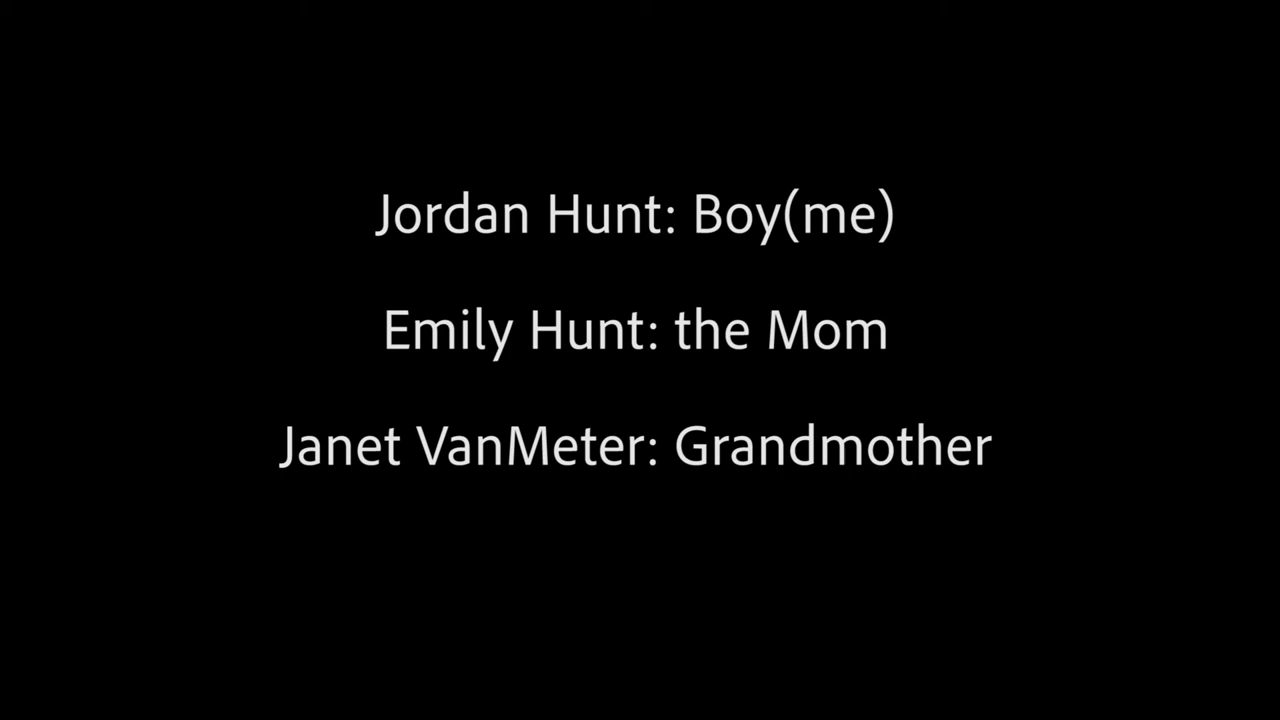 Jordan Hunt: Boy(me)
Emily Hunt: the Mom
Janet VanMeter: Grandmother